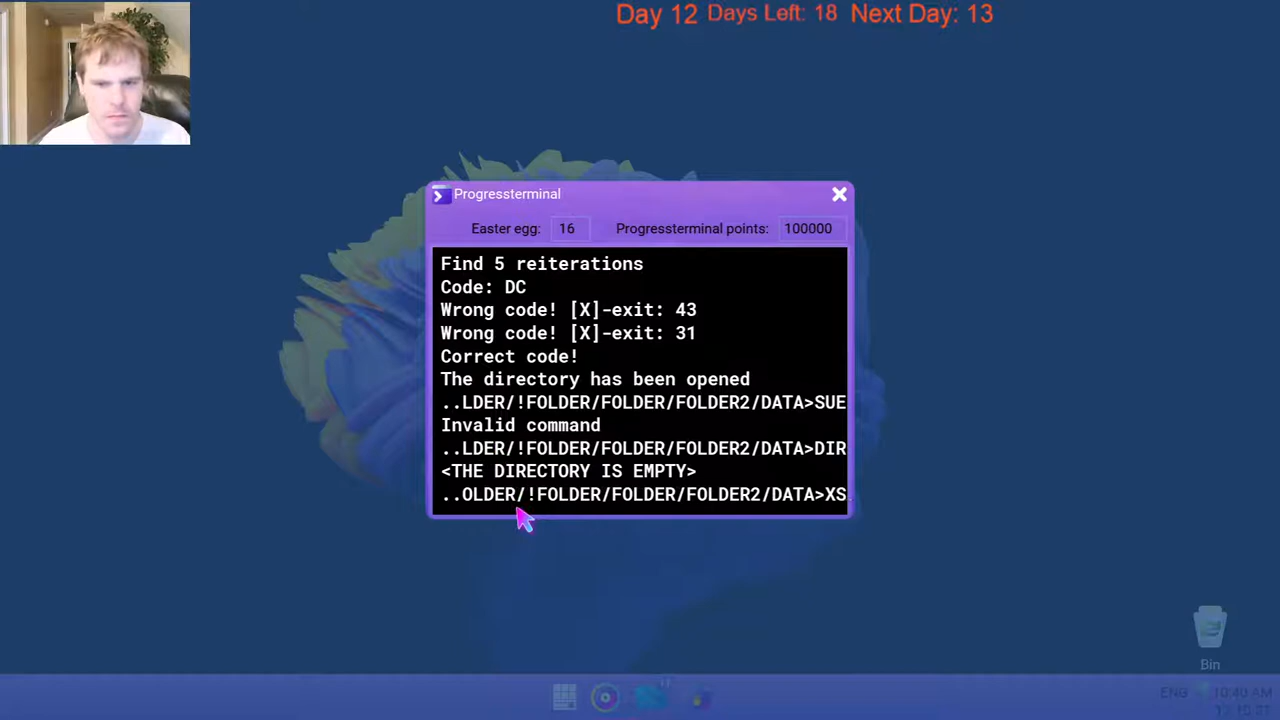 Day 12 Days Left: 18 Next Day: 13
Progressterminal
Easter egg: 16 Progressterminal points: 100000
Find 5 reiterations
Code: DC
Wrong code! [X]-exit: 43
Wrong code! [X]-exit: 31
Correct code!
The directory has been opened
..LDER/!FOLDER/FOLDER/FOLDER2/DATA>SUE
Invalid command
..LDER/!FOLDER/FOLDER/FOLDER2/DATA>DIR
<THE DIRECTORY IS EMPTY>
..OLDER/!FOLDER/FOLDER/FOLDER2/DATA>XS
Bin
ENG 10:40 AM